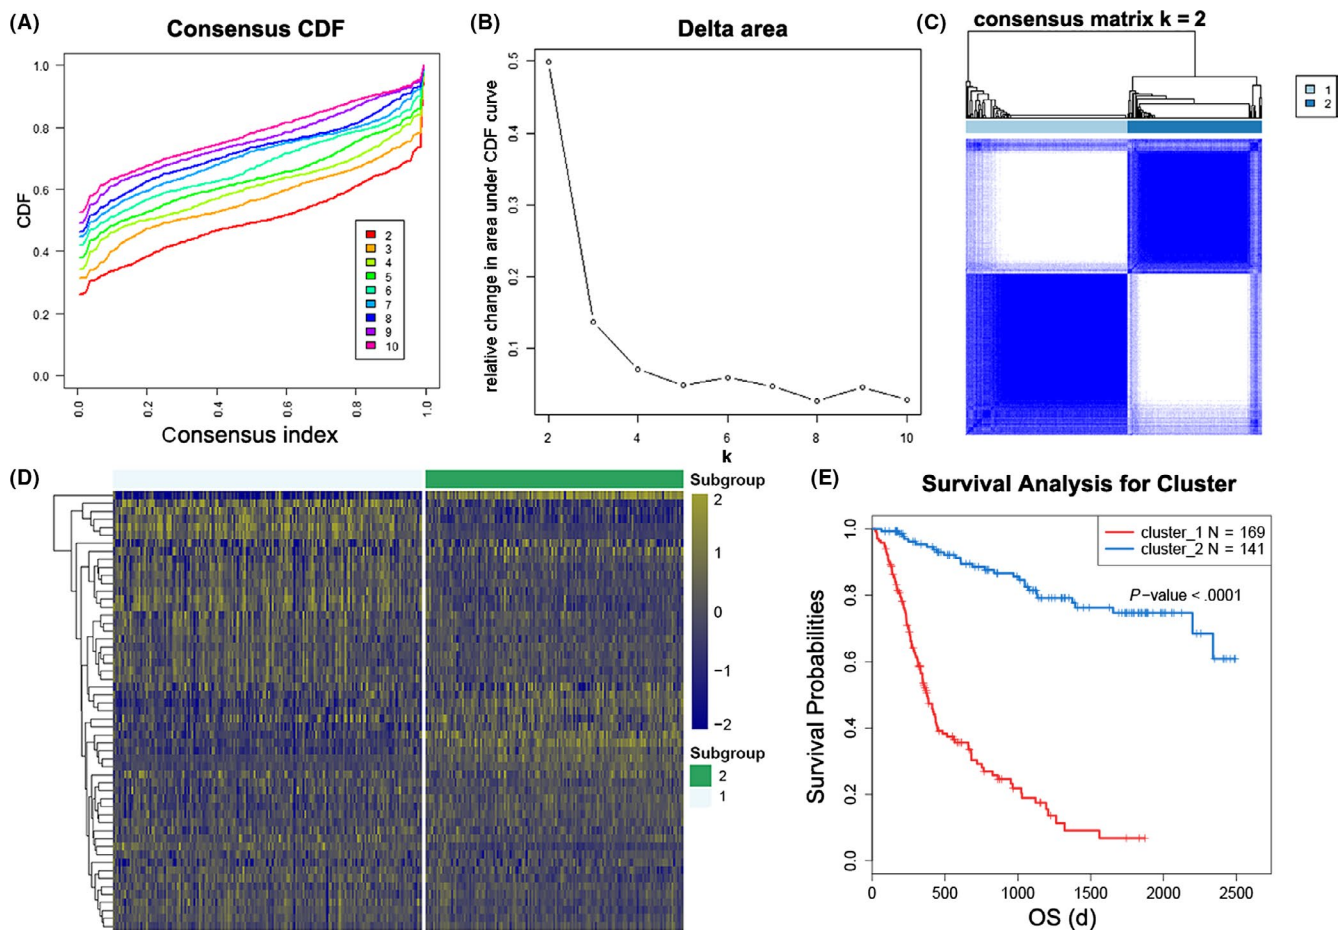 (A)
Consensus CDF
CDF
1.0
0.8
0.6
0.4
0.2
0.0
2
3
4
5
6
7
8
9
10
0.0
0.2
0.4
0.6
0.8
1.0
Consensus index
(B)
Delta area
relative change in area under CDF curve
0.5
0.4
0.3
0.2
0.1
2
4
6
8
10
k
(C)
consensus matrix k = 2
1
2
(D)
Subgroup
2
1
0
−1
−2
Subgroup
2
1
(E)
Survival Analysis for Cluster
Survival Probabilities
1.0
0.8
0.6
0.4
0.2
0.0
cluster_1 N = 169
cluster_2 N = 141
P-value < .0001
0
500
1000
1500
2000
2500
OS (d)